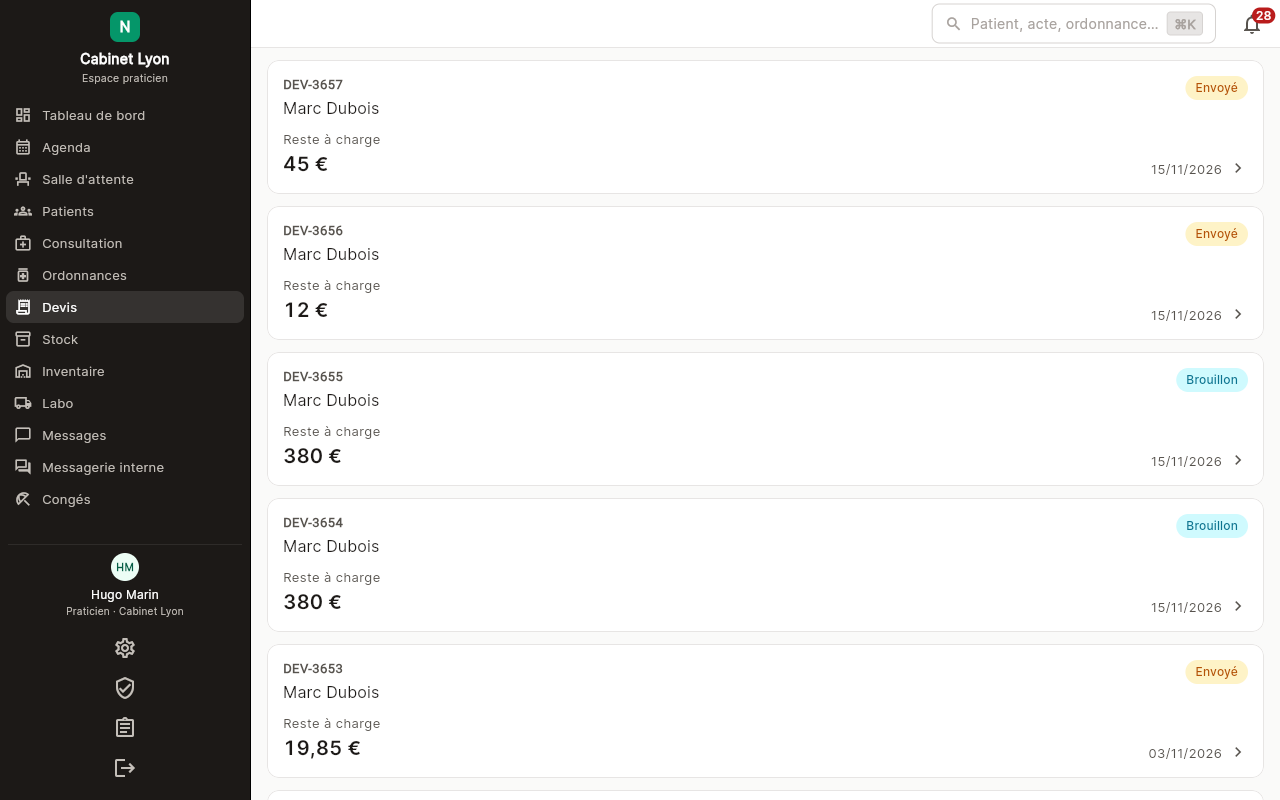 N
Cabinet Lyon
Espace praticien
Tableau de bord
Agenda
Salle d'attente
Patients
Consultation
Ordonnances
Devis
Stock
Inventaire
Labo
Messages
Messagerie interne
Congés
HM
Hugo Marin
Praticien · Cabinet Lyon
Patient, acte, ordonnance... ⌘K
28
DEV-3657
Envoyé
Marc Dubois
Reste à charge
45 €
15/11/2026
DEV-3656
Envoyé
Marc Dubois
Reste à charge
12 €
15/11/2026
DEV-3655
Brouillon
Marc Dubois
Reste à charge
380 €
15/11/2026
DEV-3654
Brouillon
Marc Dubois
Reste à charge
380 €
15/11/2026
DEV-3653
Envoyé
Marc Dubois
Reste à charge
19,85 €
03/11/2026